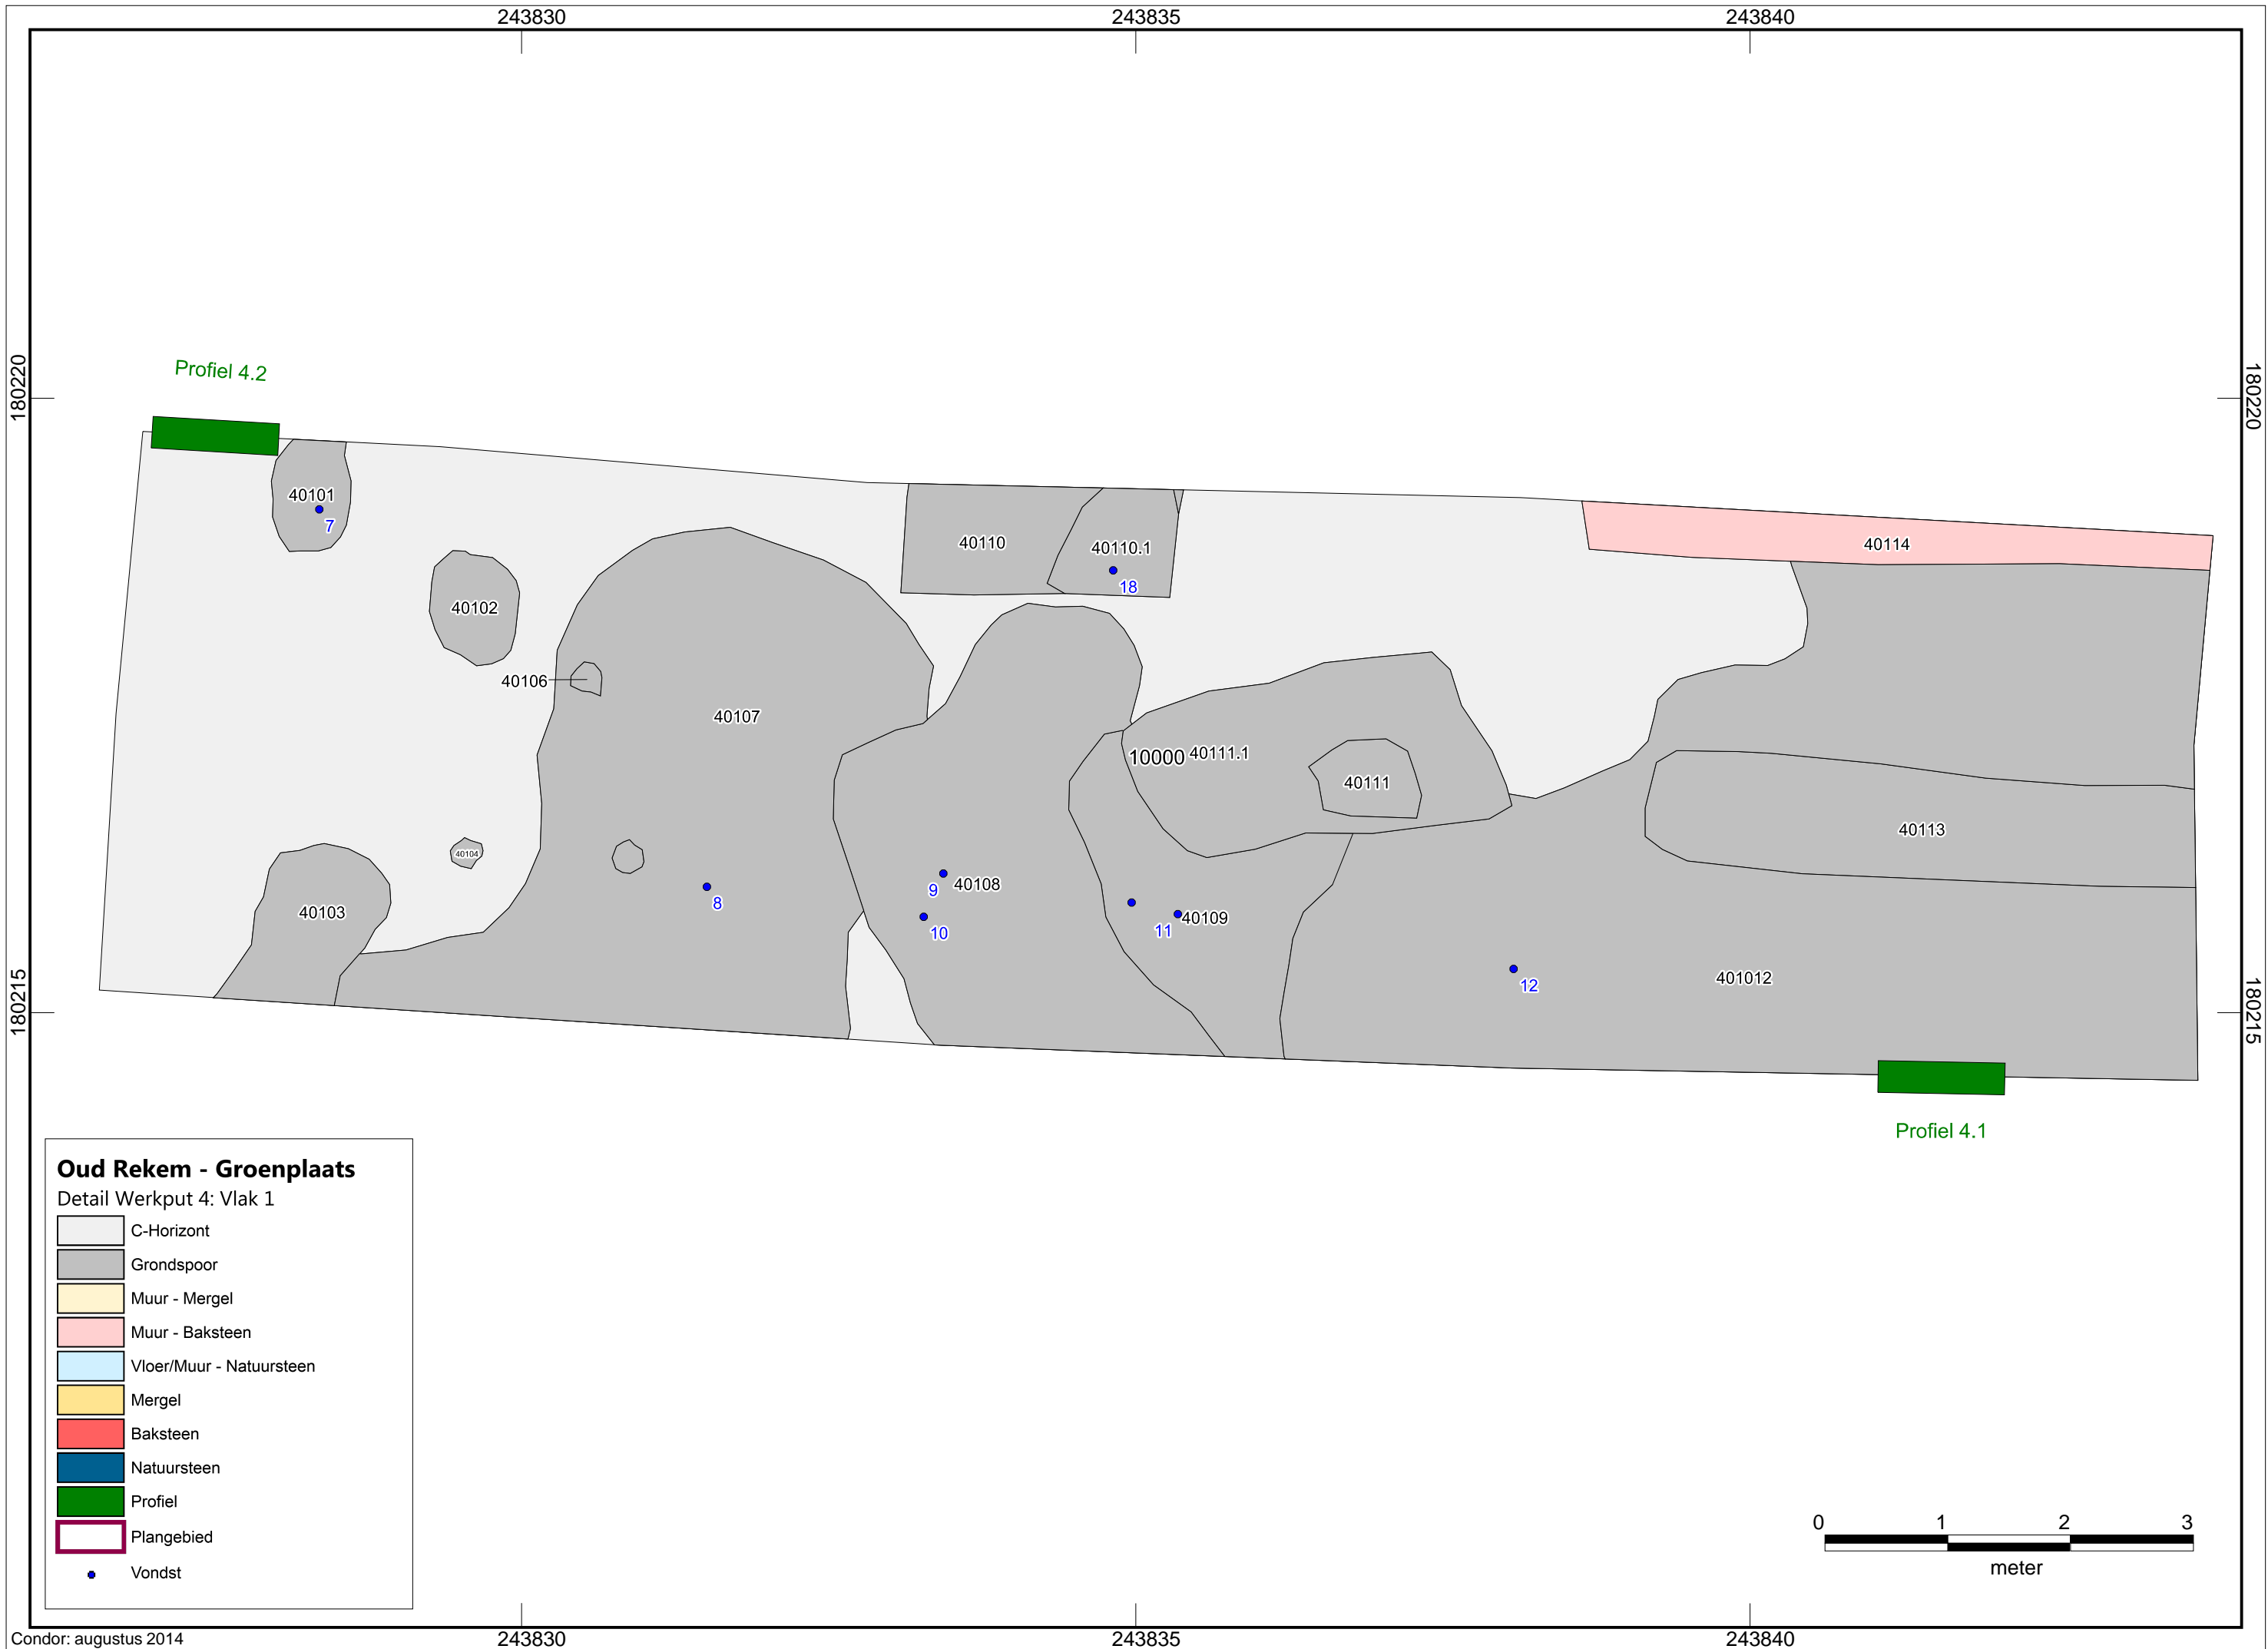 243830 243835 243840
180220 180220
Profiel 4.2
40101
7
40110
40110.1
18
40114
40102
40106
40107
10000 40111.1
40111
40113
40104
40103
8
9
40108
10
11
40109
12
401012
180215 180215
Profiel 4.1
Oud Rekem - Groenplaats
Detail Werkput 4: Vlak 1
C-Horizont
Grondspoor
Muur - Mergel
Muur - Baksteen
Vloer/Muur - Natuursteen
Mergel
Baksteen
Natuursteen
Profiel
Plangebied
Vondst
0 1 2 3
meter
Condor: augustus 2014
243830 243835 243840